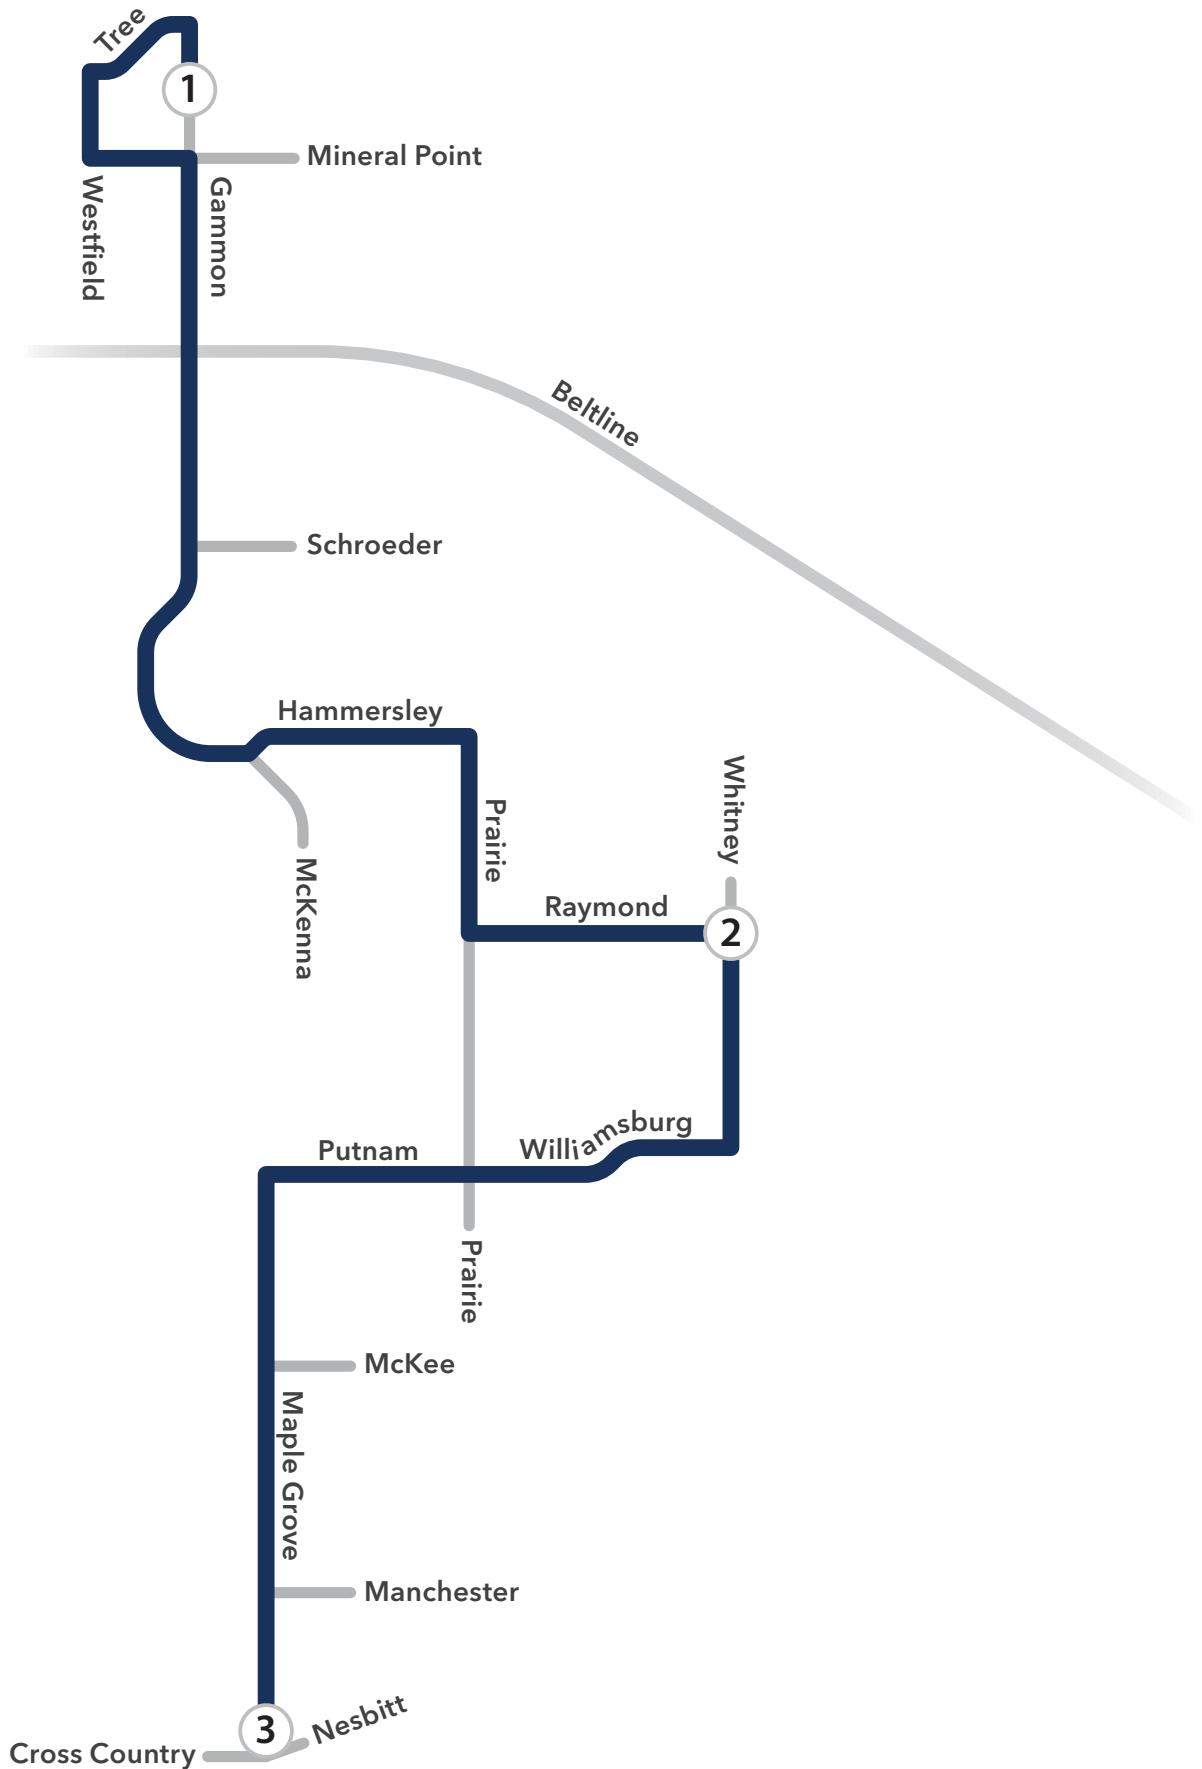 Tree
1
Mineral Point
Westfield
Gammon
Beltline
Schroeder
Hammersley
Whitney
Prairie
McKenna
Raymond
2
Williamsburg
Putnam
Prairie
McKee
Maple Grove
Manchester
Nesbitt
3
Cross Country